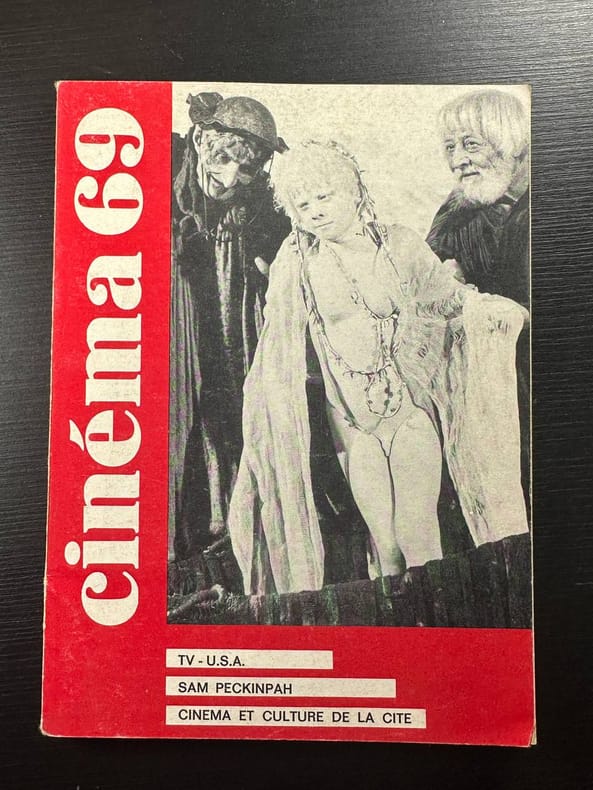 cinéma 69
TV - U.S.A.
SAM PECKINPAH
CINEMA ET CULTURE DE LA CITE